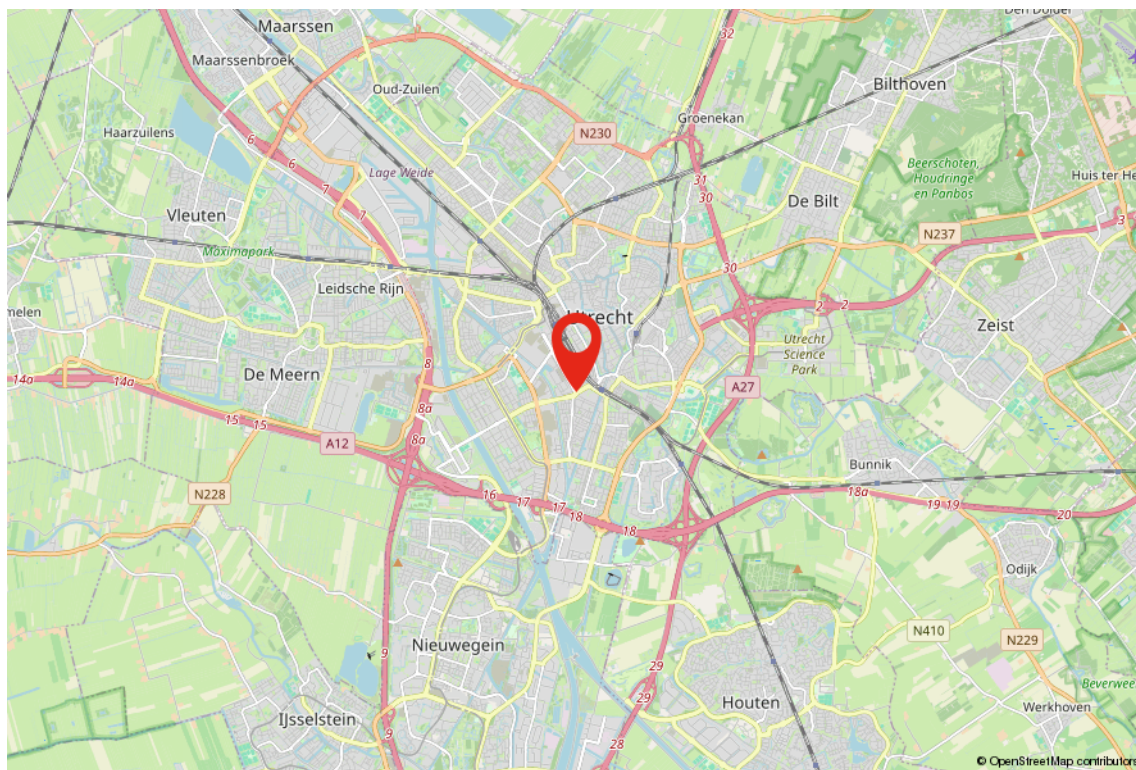 Den Dolder
Maarssen
32
Maarssenbroek
Bilthoven
Oud-Zuilen
Groenekan
Haarzuilens
6
N230
6
Lage Weide
7
31
30
Beerschoten,
Houdringe
en Panbos
Huis ter He
De Bilt
Vleuten
7
3
N237
Máximapark
30
Leidsche Rijn
2
2
melen
Utrecht
Zeist
Utrecht
Science
Park
8
De Meern
14a
14a
A27
8a
15
15
8a
A12
Bunnik
N228
16
17
17
18
18
18a
19
19
20
Odijk
Nieuwegein
N410
N229
9
29
29
Beverwee
Houten
Werkhoven
IJsselstein
9
28
© OpenStreetMap contributors